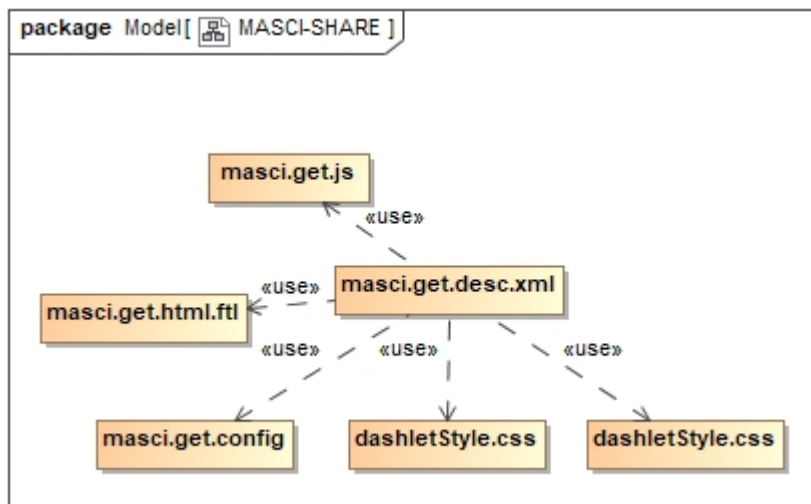 package Model[ MASCI-SHARE ]
masci.get.js
«use»
masci.get.desc.xml
«use»
masci.get.html.ftl
«use»
«use»
«use»
masci.get.config
dashletStyle.css
dashletStyle.css